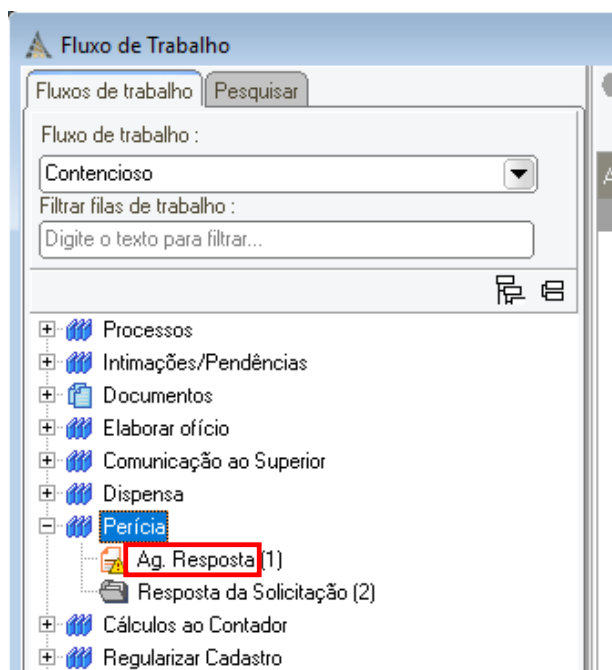 Fluxo de Trabalho
Fluxos de trabalho Pesquisar
Fluxo de trabalho :
Contencioso
Filtrar filas de trabalho :
Digite o texto para filtrar...
Processos
Intimações/Pendências
Documentos
Elaborar ofício
Comunicação ao Superior
Dispensa
Perícia
Ag. Resposta (1)
Resposta da Solicitação (2)
Cálculos ao Contador
Regularizar Cadastro